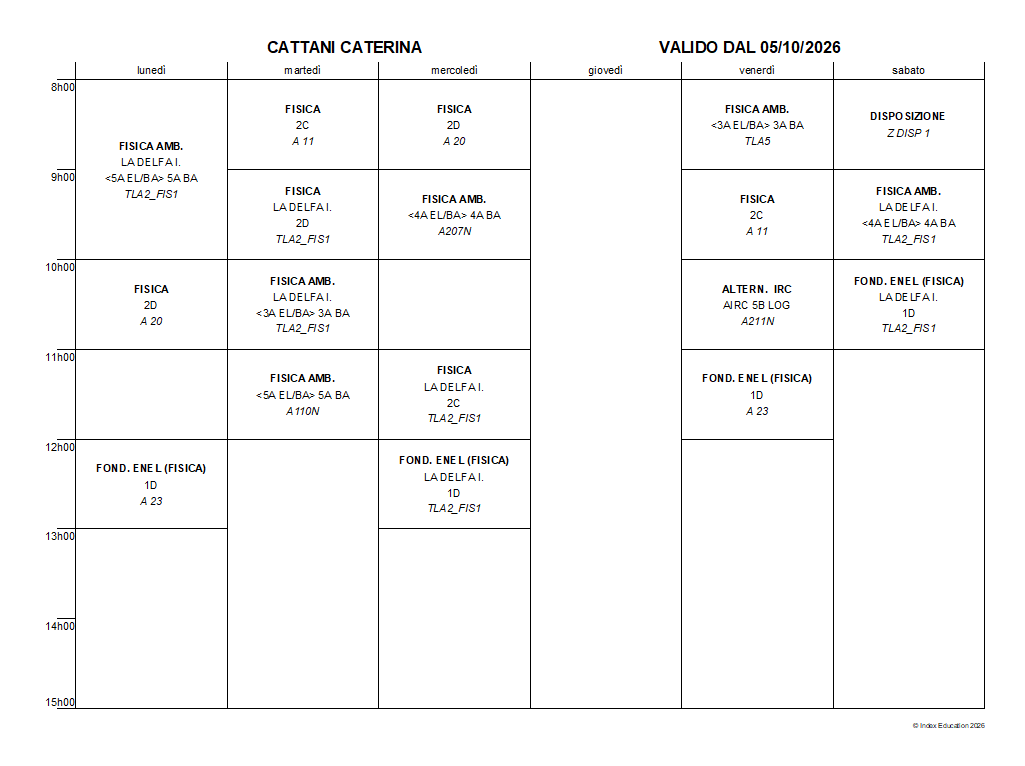 CATTANI CATERINA
VALIDO DAL 05/10/2026
lunedì martedì mercoledì giovedì venerdì sabato
8h00
9h00
10h00
11h00
12h00
13h00
14h00
15h00
FISICA AMB.
LA DELFA I.
<5A EL/BA> 5A BA
TLA2_FIS1
FISICA
2D
A 20
FOND. ENEL (FISICA)
1D
A 23
FISICA
2C
A 11
FISICA
LA DELFA I.
2D
TLA2_FIS1
FISICA AMB.
LA DELFA I.
<3A EL/BA> 3A BA
TLA2_FIS1
FISICA AMB.
<5A EL/BA> 5A BA
A110N
FISICA
2D
A 20
FISICA AMB.
<4A EL/BA> 4A BA
A207N
FISICA
LA DELFA I.
2C
TLA2_FIS1
FOND. ENEL (FISICA)
LA DELFA I.
1D
TLA2_FIS1
FISICA AMB.
<3A EL/BA> 3A BA
TLA5
FISICA
2C
A 11
ALTERN. IRC
AIRC 5B LOG
A211N
FOND. ENEL (FISICA)
1D
A 23
DISPOSIZIONE
Z DISP 1
FISICA AMB.
LA DELFA I.
<4A EL/BA> 4A BA
TLA2_FIS1
FOND. ENEL (FISICA)
LA DELFA I.
1D
TLA2_FIS1
© Index Education 2026